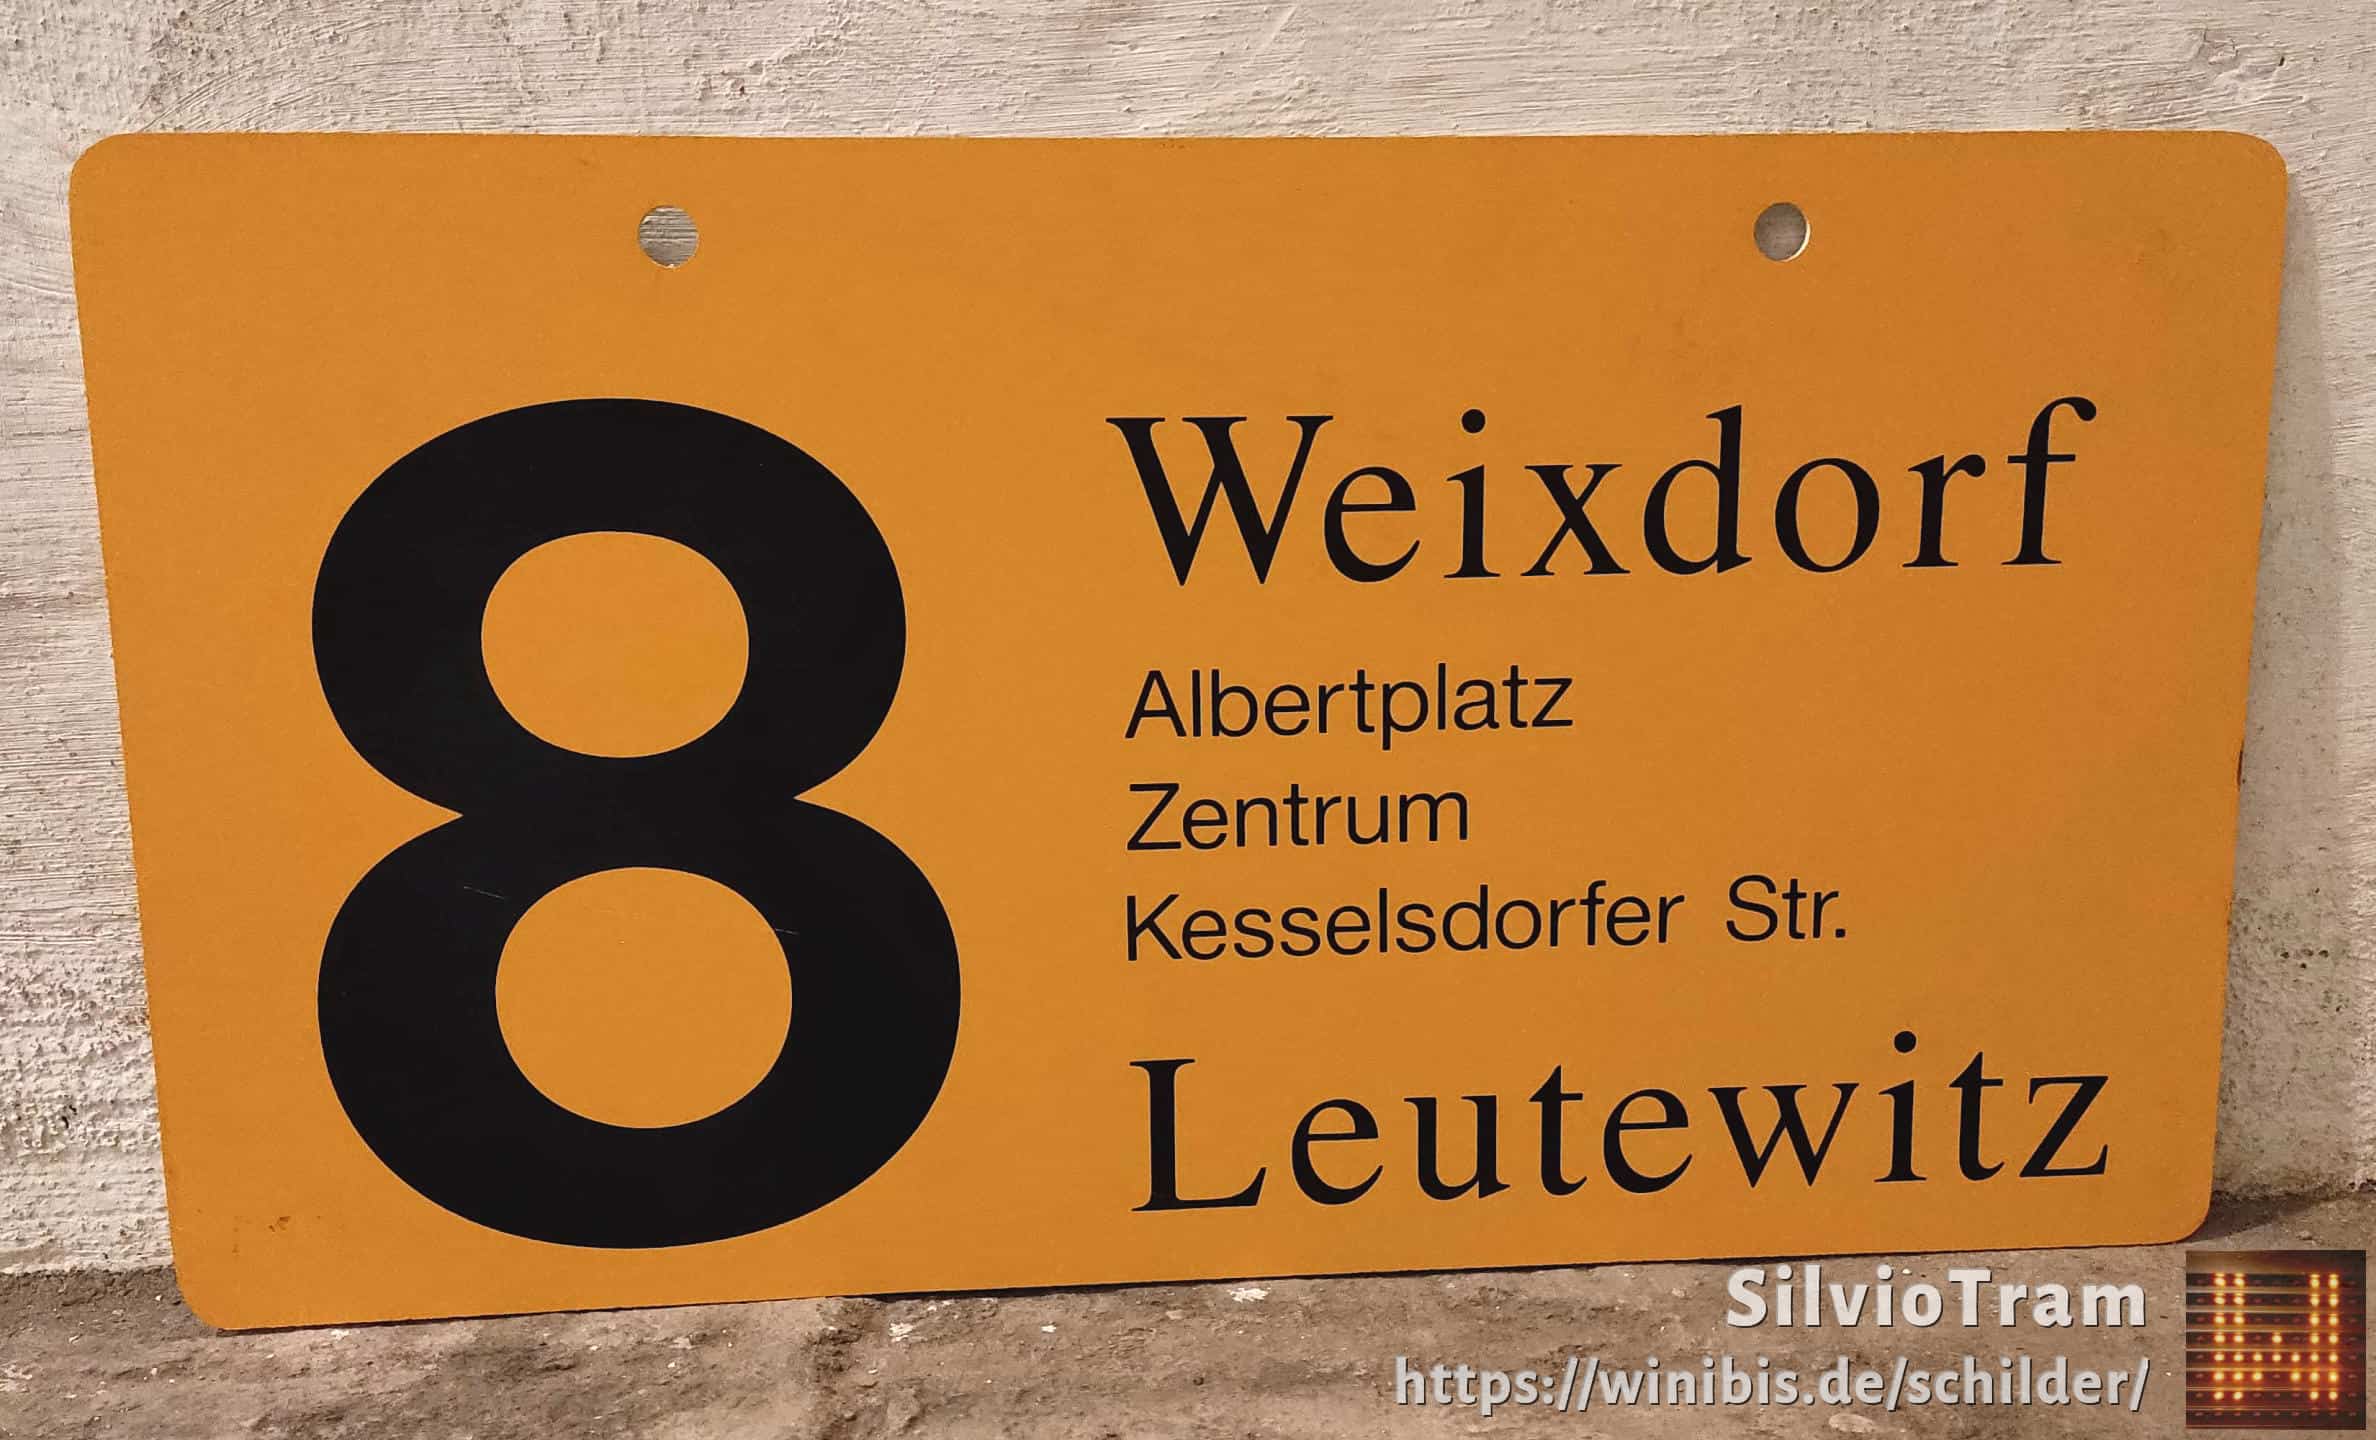 8
Weixdorf
Albertplatz
Zentrum
Kesselsdorfer Str.
Leutewitz
SilvioTram
https://winibis.de/schilder/